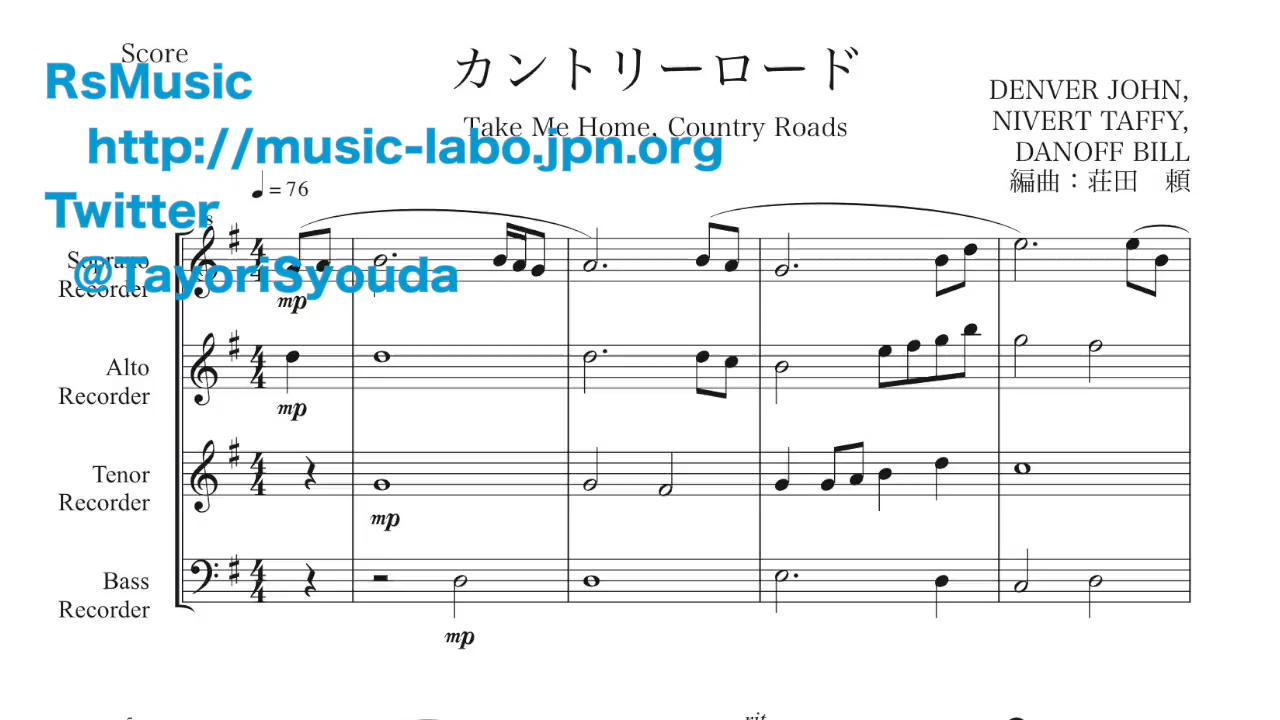 Score
RsMusic
カントリーロード
DENVER JOHN,
Take Me Home, Country Roads
NIVERT TAFFY,
http://music-labo.jpn.org
DANOFF BILL
編曲：荘田　頼
= 76
Twitter
8
Soprano
Recorder
@TayoriSyouda
mp
Alto
Recorder
mp
Tenor
Recorder
mp
Bass
Recorder
mp
rit